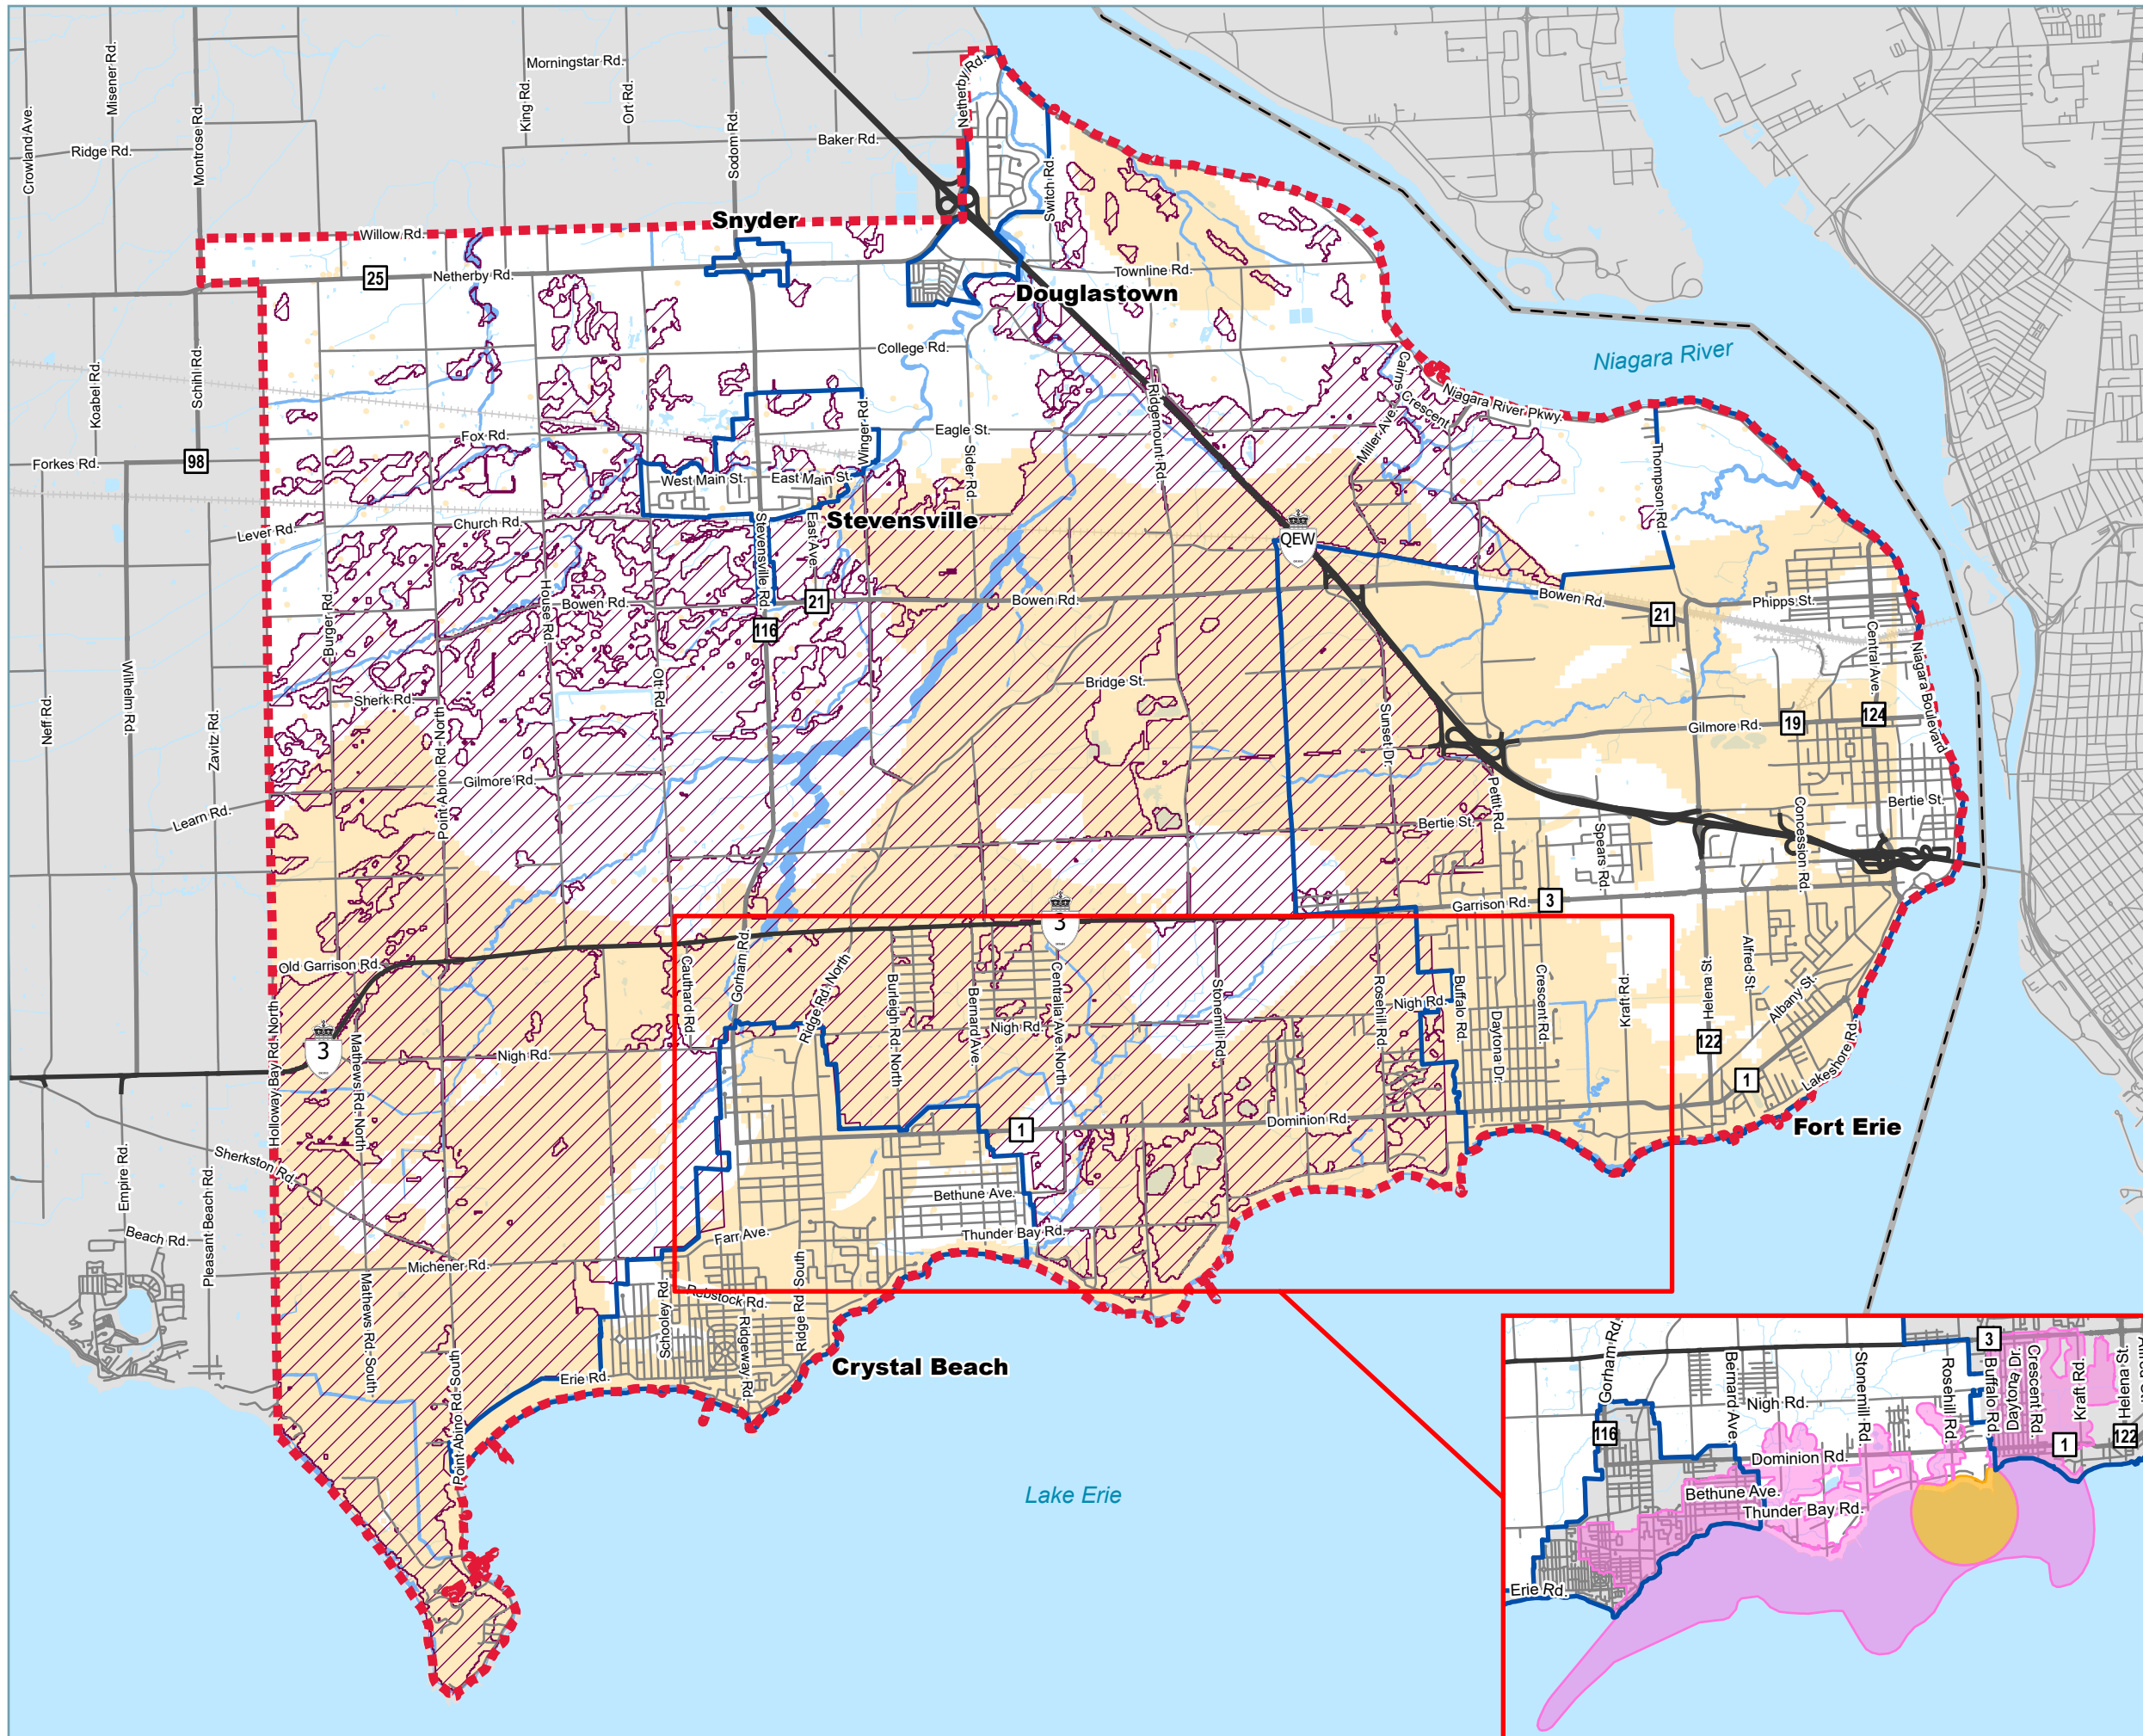 Crowland Ave.
Misener Rd.
Ridge Rd.
Montrose Rd.
Morningstar Rd.
King Rd.
Ort Rd.
Sodom Rd.
Baker Rd.
Netherby Rd.
Switch Rd.
Snyder
Willow Rd.
25
Netherby Rd.
Townline Rd.
Douglastown
Niagara River
Koabel Rd.
Schihl Rd.
College Rd.
Cairns Crescent
Niagara River Pkwy.
Ridgemount Rd.
Miller Ave.
Forkes Rd.
98
Fox Rd.
Winger Rd.
Eagle St.
Sider Rd.
Thompson Rd
West Main St.
East Main St.
Lever Rd.
Church Rd.
Stevensville
Stevensville Rd.
East Ave.
QEW
Burger Rd.
House Rd.
Bowen Rd.
21
116
Bowen Rd.
Bowen Rd.
21
Phipps St.
Central Ave.
Niagara Boulevard
Neff Rd.
Wilhelm Rd.
Zavitz Rd.
Sherk Rd.
Ott Rd.
Bridge St.
Sunset Dr.
Gilmore Rd.
19
124
Learn Rd.
Point Abino Rd. North
Gilmore Rd.
Pettit Rd.
Bertie St.
Spears Rd.
Concession Rd.
Bertie St.
3
Garrison Rd.
3
Old Garrison Rd.
Holloway Bay Rd. North
3
Mathews Rd. North
Nigh Rd.
Cauthard Rd.
Gorham Rd.
Ridge Rd. North
Burleigh Rd. North
Bernard Ave.
Nigh Rd.
Centralia Ave. North
Stonemill Rd.
Rosehill Rd.
Nigh Rd.
Buffalo Rd.
Daytona Dr.
Crescent Rd.
Kraft Rd.
Helena St.
122
Alfred St.
Albany St.
1
Lakeshore Rd.
Fort Erie
1
Dominion Rd.
Sherkston Rd.
Empire Rd.
Pleasant Beach Rd.
Beach Rd.
Michener Rd.
Bethune Ave.
Thunder Bay Rd.
Farr Ave.
Rebstock Rd.
Schooley Rd.
Ridgeway Rd.
Ridge Rd South
Mathews Rd. South
Point Abino Rd. South
Erie Rd.
Crystal Beach
Lake Erie
Gorham Rd.
116
Bernard Ave.
Nigh Rd.
Stonemill Rd.
Rosehill Rd.
3
Buffalo Rd.
Daytona Dr.
Crescent Rd.
Kraft Rd.
Helena St.
1
122
Dominion Rd.
Bethune Ave.
Thunder Bay Rd.
Erie Rd.